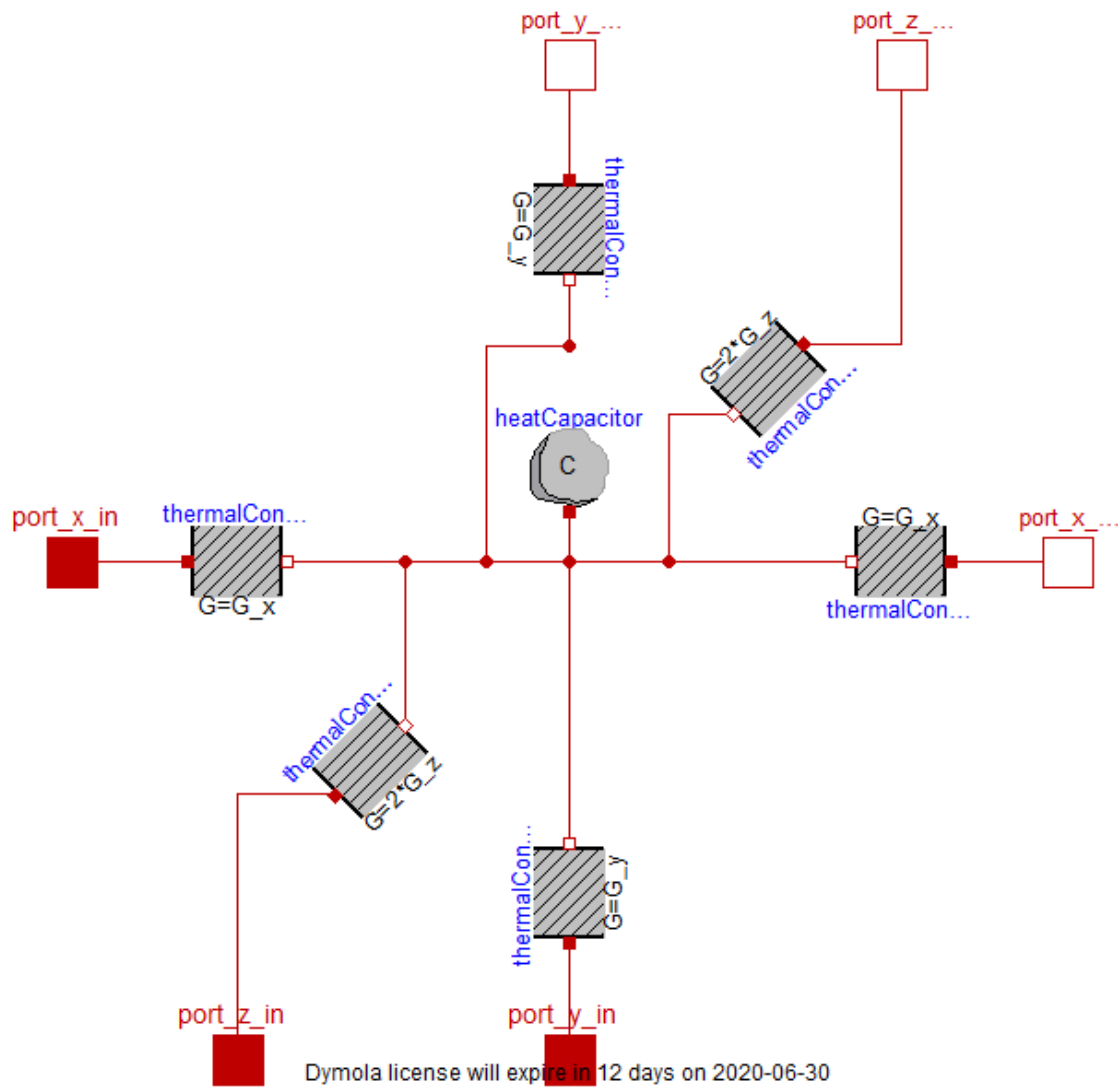 port_y_...
port_z_...
thermalCon...
G=G_y
G=2*G_z
thermalCon...
heatCapacitor
C
port_x_in
thermalCon...
G=G_x
G=G_x
thermalCon...
port_x_...
thermalCon...
G=2*G_z
thermalCon...
G=G_y
port_z_in
port_y_in
Dymola license will expire in 12 days on 2020-06-30